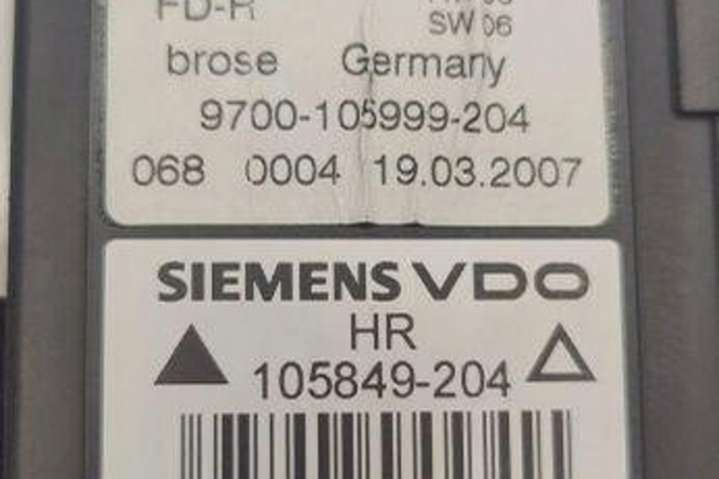 FD-R
SW 06
brose Germany
9700-105999-204
068 0004 19.03.2007
SIEMENS VDO
HR
105849-204